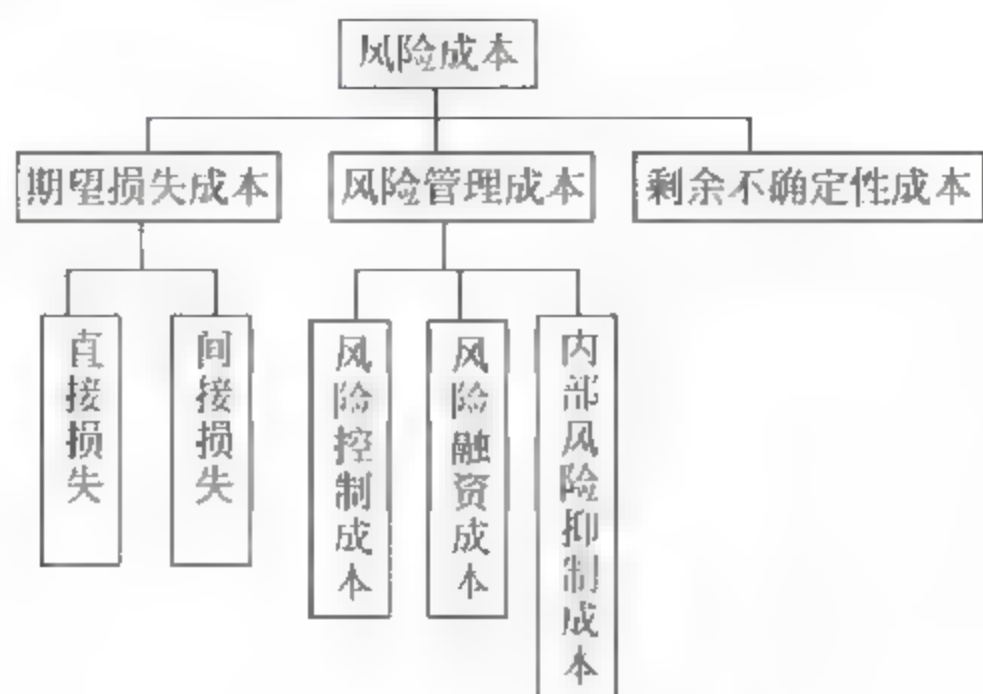 风险成本
期望损失成本
风险管理成本
剩余不确定性成本
直接损失
间接损失
风险控制成本
风险融资成本
内部风险抑制成本